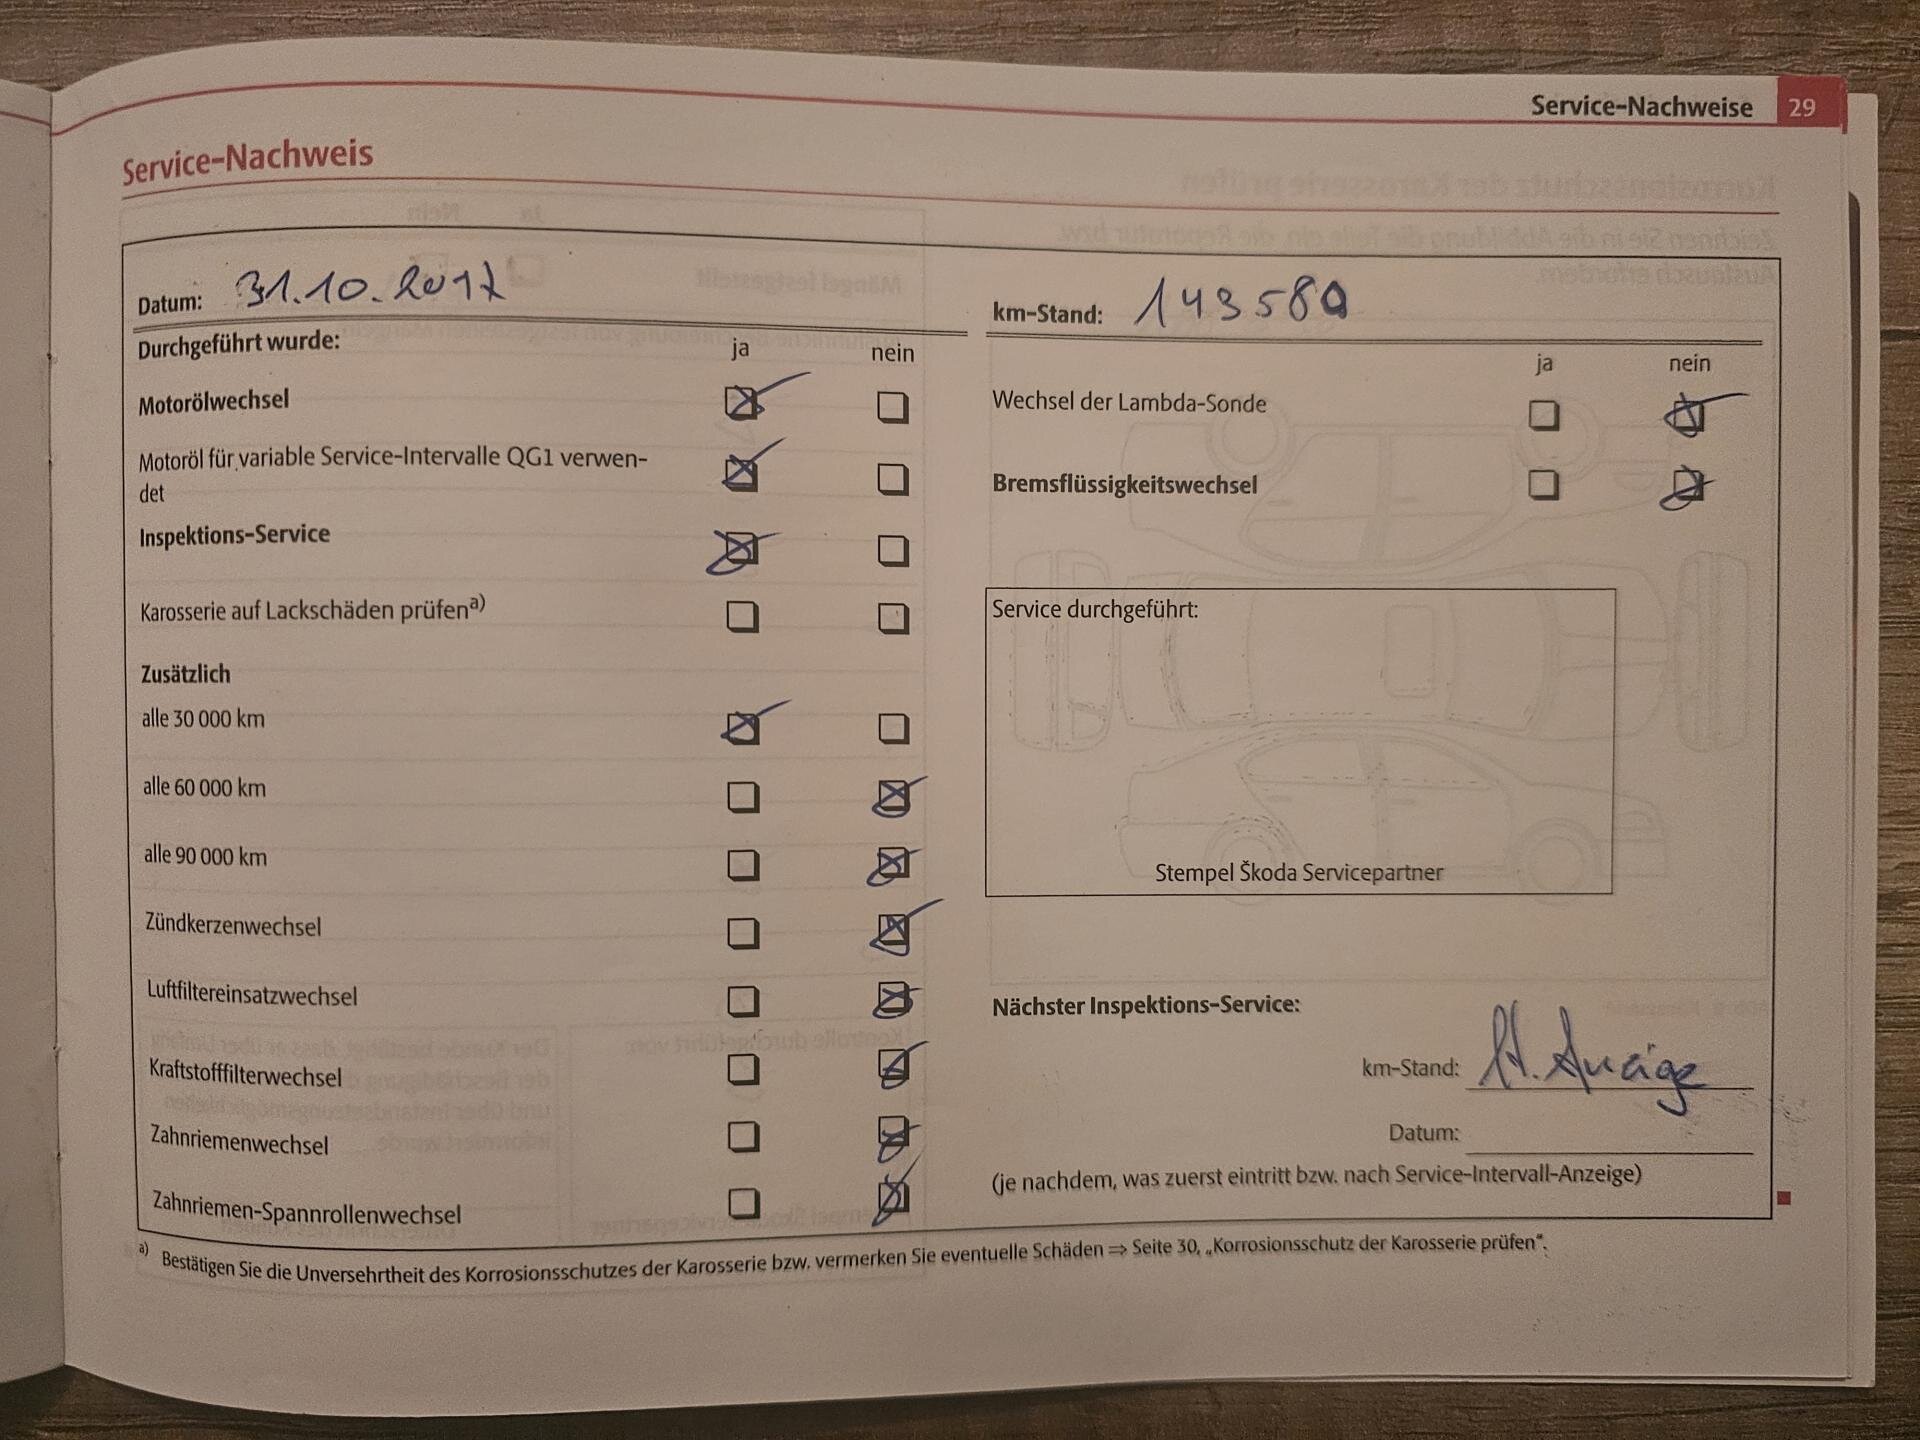 Service-Nachweise 29
Service-Nachweis
Datum: 31.10.2017
km-Stand: 143580
Durchgeführt wurde:
ja nein
Motorölwechsel
Motoröl für variable Service-Intervalle QG1 verwen-
det
Inspektions-Service
Karosserie auf Lackschäden prüfen a)
Zusätzlich
alle 30 000 km
alle 60 000 km
alle 90 000 km
Zündkerzenwechsel
Luftfiltereinsatzwechsel
Kraftstofffilterwechsel
Zahnriemenwechsel
Zahnriemen-Spannrollenwechsel
ja nein
Wechsel der Lambda-Sonde
Bremsflüssigkeitswechsel
Service durchgeführt:
Stempel Škoda Servicepartner
Nächster Inspektions-Service:
km-Stand: lt. Anzeige
Datum:
(je nachdem, was zuerst eintritt bzw. nach Service-Intervall-Anzeige)
a) Bestätigen Sie die Unversehrtheit des Korrosionsschutzes der Karosserie bzw. vermerken Sie eventuelle Schäden ⇒ Seite 30, „Korrosionsschutz der Karosserie prüfen“.